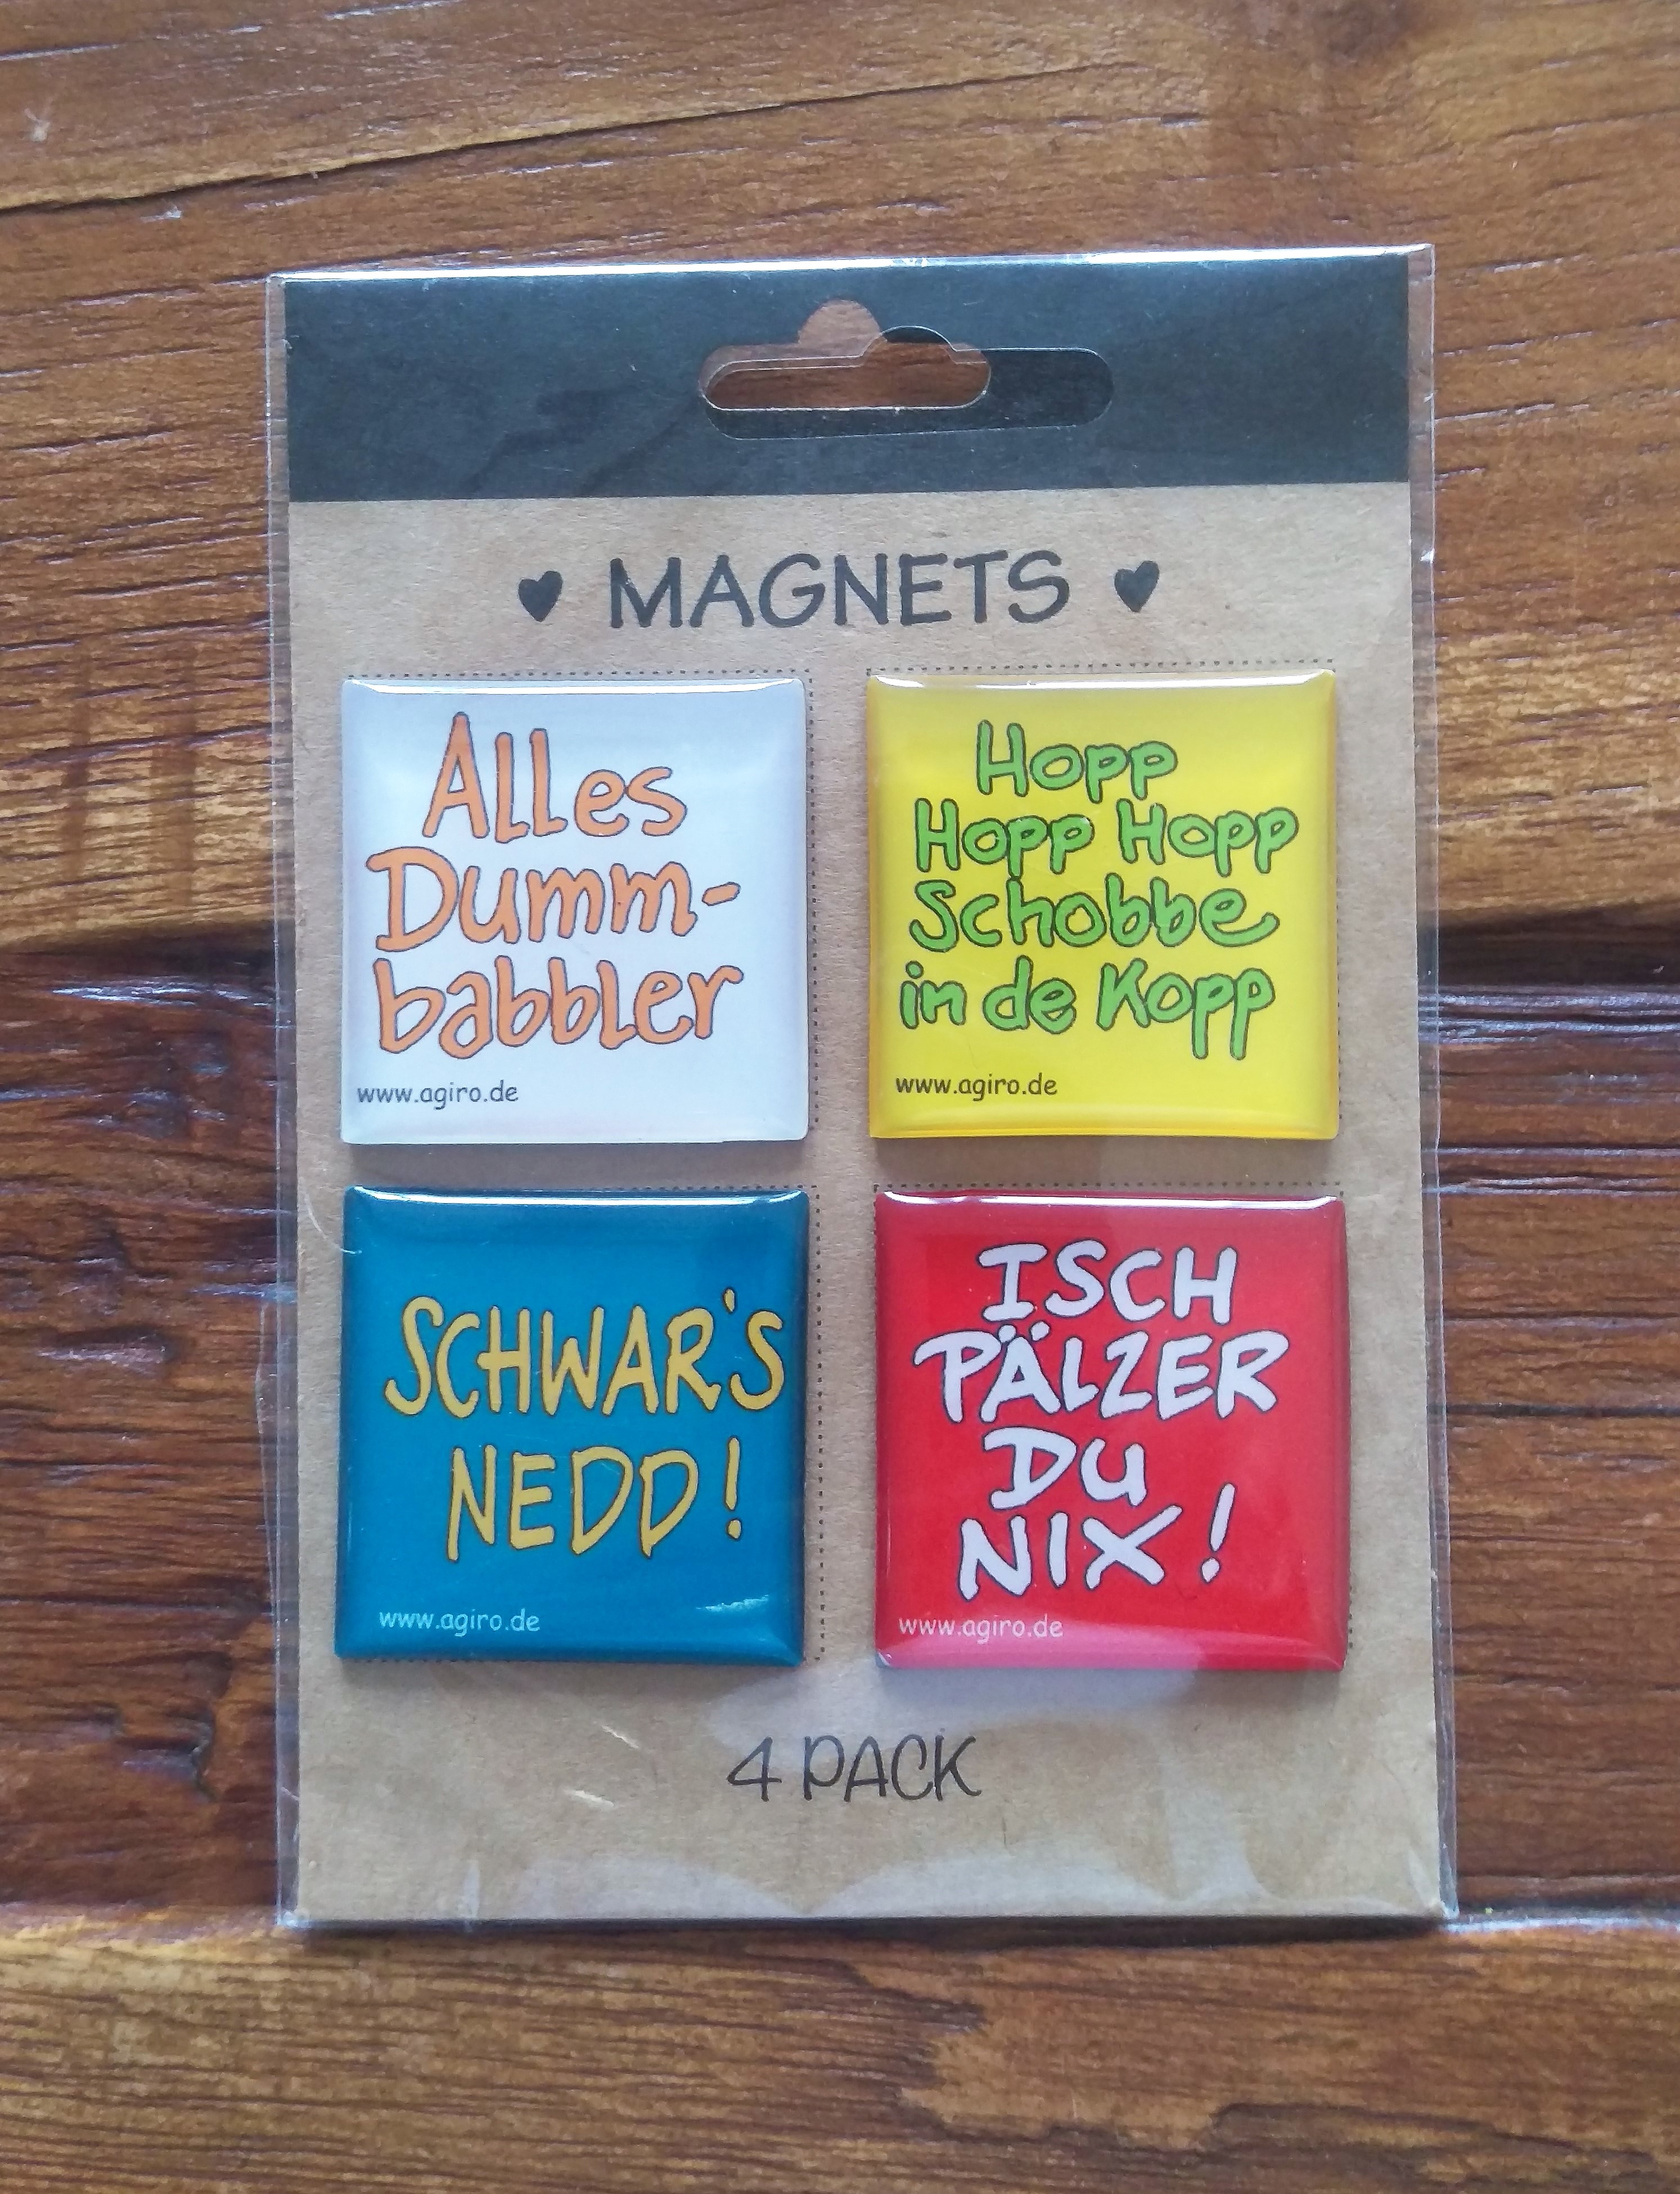 MAGNETS
Alles
Dumm-
babbler
www.agiro.de
Hopp
Hopp Hopp
Schobbe
in de Kopp
www.agiro.de
SCHWAR'S
NEDD!
www.agiro.de
ISCH
PÄLZER
DU
NIX!
www.agiro.de
4 PACK